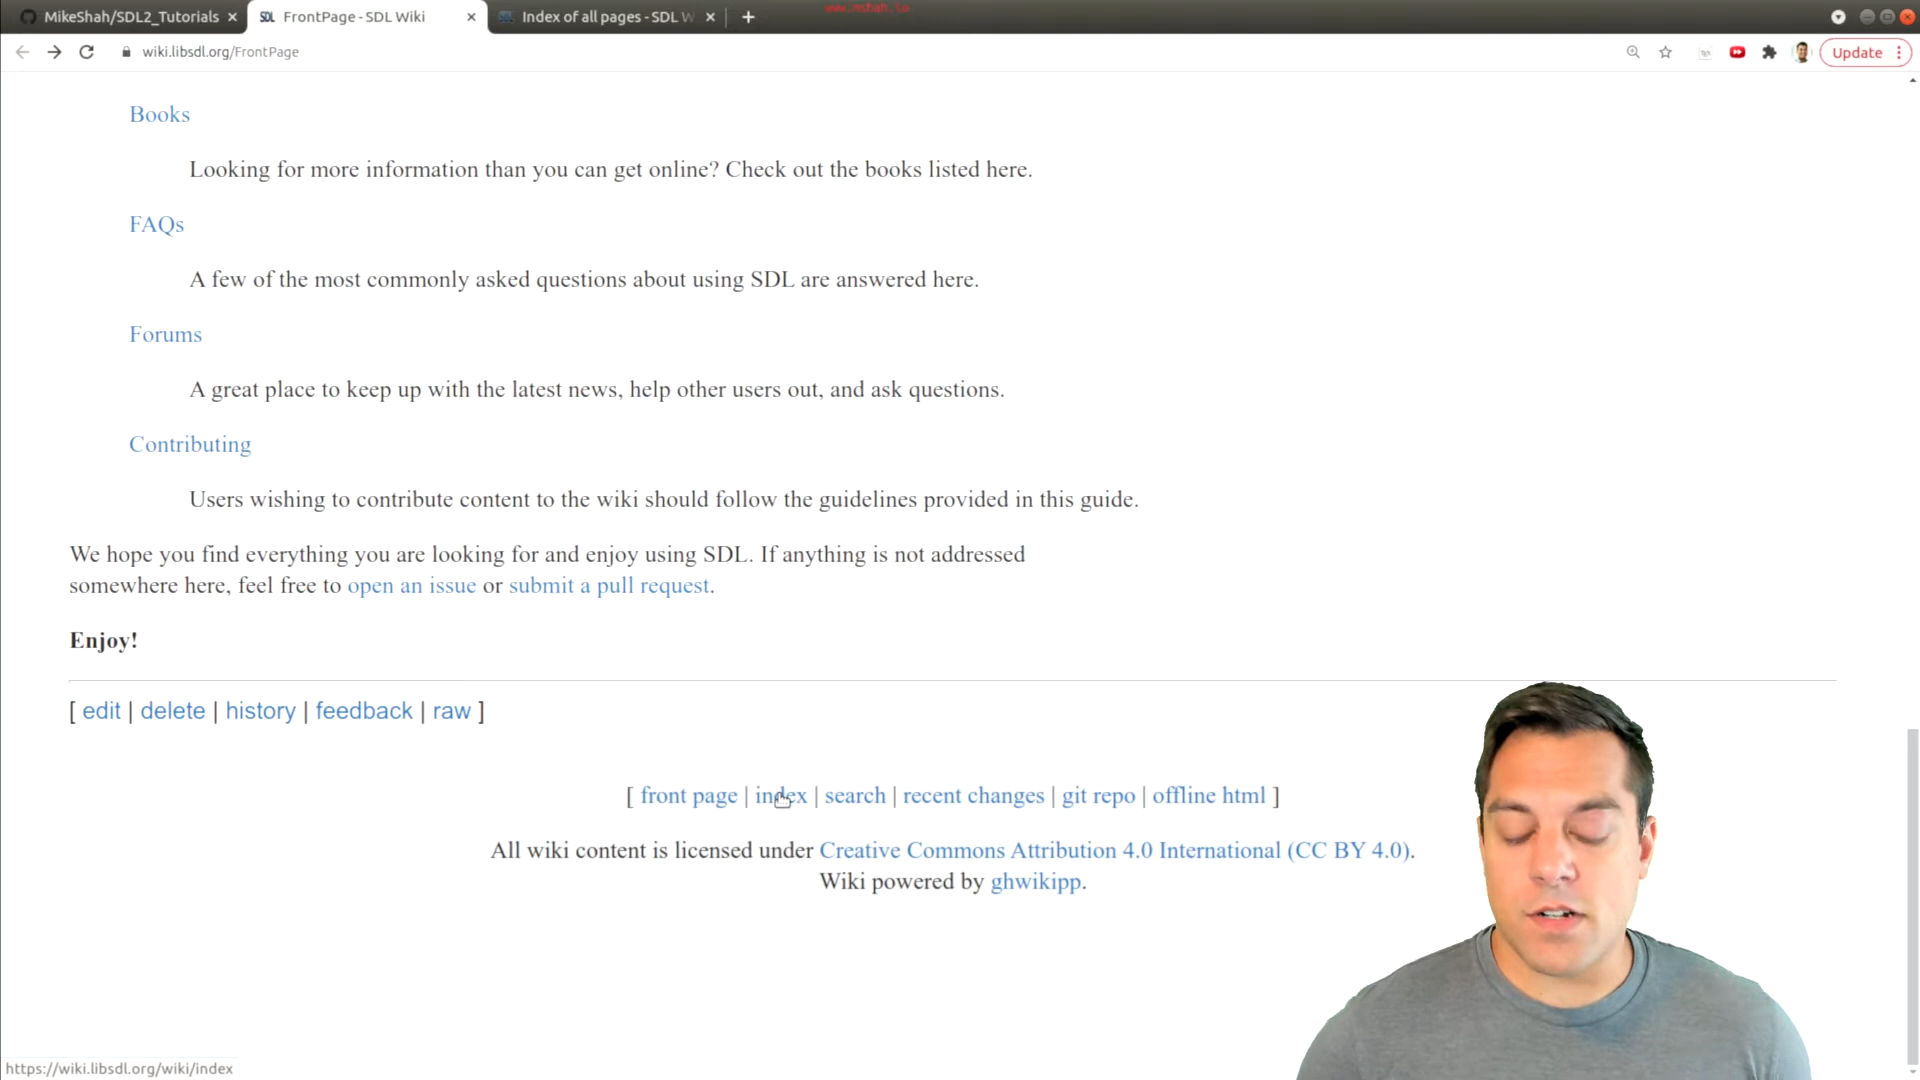 MikeShah/SDL2_Tutorials
SDL FrontPage - SDL Wiki
Index of all pages - SDL W
www.mshah.io
wiki.libsdl.org/FrontPage
Update
Books
Looking for more information than you can get online? Check out the books listed here.
FAQs
A few of the most commonly asked questions about using SDL are answered here.
Forums
A great place to keep up with the latest news, help other users out, and ask questions.
Contributing
Users wishing to contribute content to the wiki should follow the guidelines provided in this guide.
We hope you find everything you are looking for and enjoy using SDL. If anything is not addressed
somewhere here, feel free to open an issue or submit a pull request.
Enjoy!
[ edit | delete | history | feedback | raw ]
[ front page | index | search | recent changes | git repo | offline html ]
All wiki content is licensed under Creative Commons Attribution 4.0 International (CC BY 4.0).
Wiki powered by ghwikipp.
https://wiki.libsdl.org/wiki/index